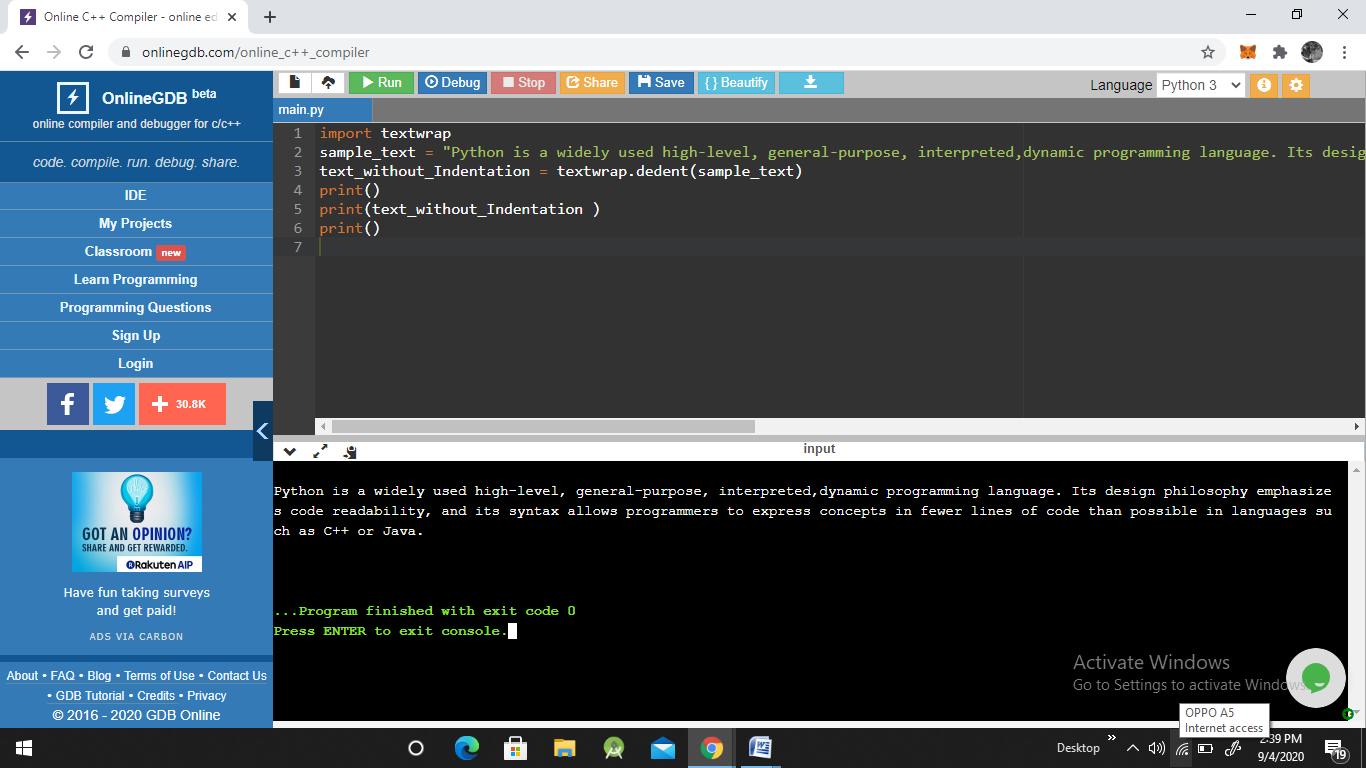 Online C++ Compiler - online ed
onlinegdb.com/online_c++_compiler
OnlineGDB beta
online compiler and debugger for c/c++
code. compile. run. debug. share.
IDE
My Projects
Classroom new
Learn Programming
Programming Questions
Sign Up
Login
30.8K
GOT AN OPINION?
SHARE AND GET REWARDED.
Rakuten AIP
Have fun taking surveys
and get paid!
ADS VIA CARBON
About • FAQ • Blog • Terms of Use • Contact Us
• GDB Tutorial • Credits • Privacy
© 2016 - 2020 GDB Online
Run Debug Stop Share Save { } Beautify
Language Python 3
main.py
1 import textwrap
2 sample_text = "Python is a widely used high-level, general-purpose, interpreted,dynamic programming language. Its desig
3 text_without_Indentation = textwrap.dedent(sample_text)
4 print()
5 print(text_without_Indentation )
6 print()
7
input
Python is a widely used high-level, general-purpose, interpreted,dynamic programming language. Its design philosophy emphasize
s code readability, and its syntax allows programmers to express concepts in fewer lines of code than possible in languages su
ch as C++ or Java.
...Program finished with exit code 0
Press ENTER to exit console.
Activate Windows
Go to Settings to activate Windows.
OPPO A5
Internet access
Desktop
2:39 PM
9/4/2020
19